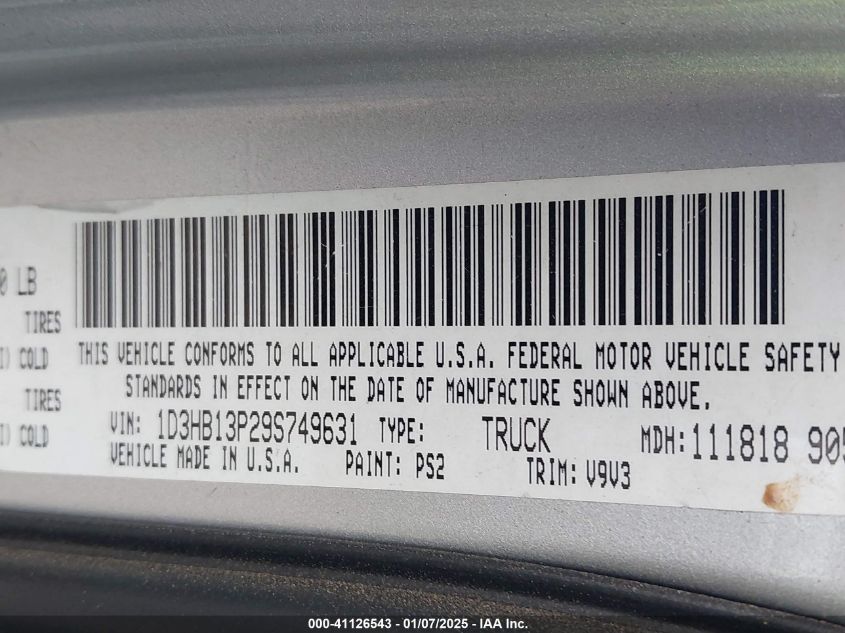 0 LB
TIRES
COLD
TIRES
COLD
THIS VEHICLE CONFORMS TO ALL APPLICABLE U.S.A. FEDERAL MOTOR VEHICLE SAFETY
STANDARDS IN EFFECT ON THE DATE OF MANUFACTURE SHOWN ABOVE.
VIN: 1D3HB13P29S749631 TYPE: TRUCK MDH: 111818 905
VEHICLE MADE IN U.S.A. PAINT: PS2 TRIM: V9V3
000-41126543 — 01/07/2025 — IAA Inc.